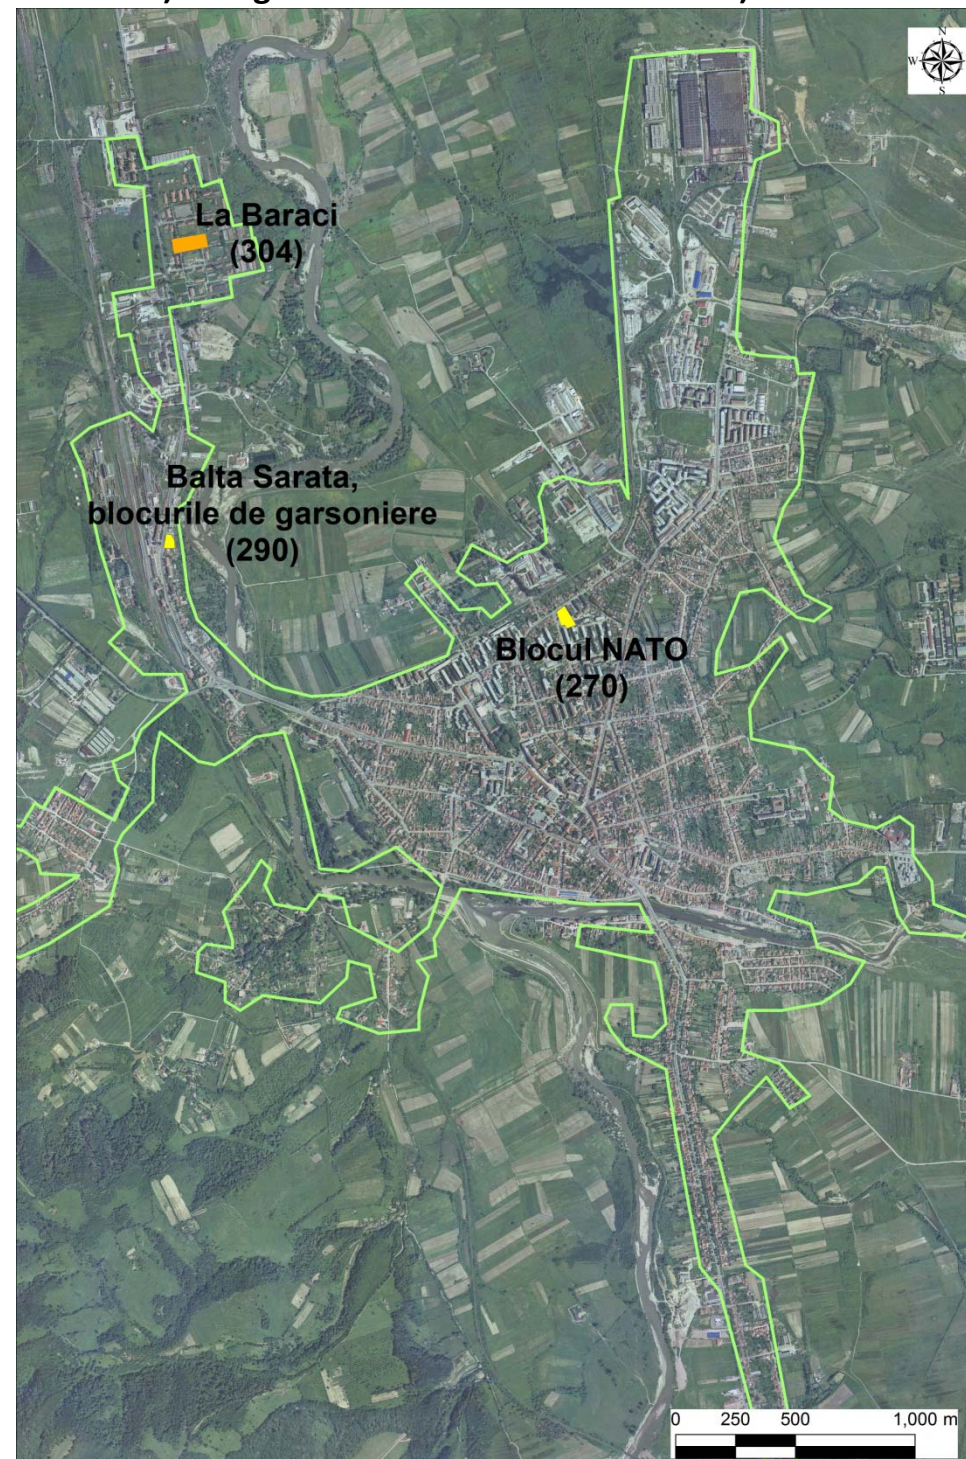 N
W E
S
La Baraci
(304)
Balta Sarata,
blocurile de garsoniere
(290)
Blocul NATO
(270)
0 250 500 1,000 m